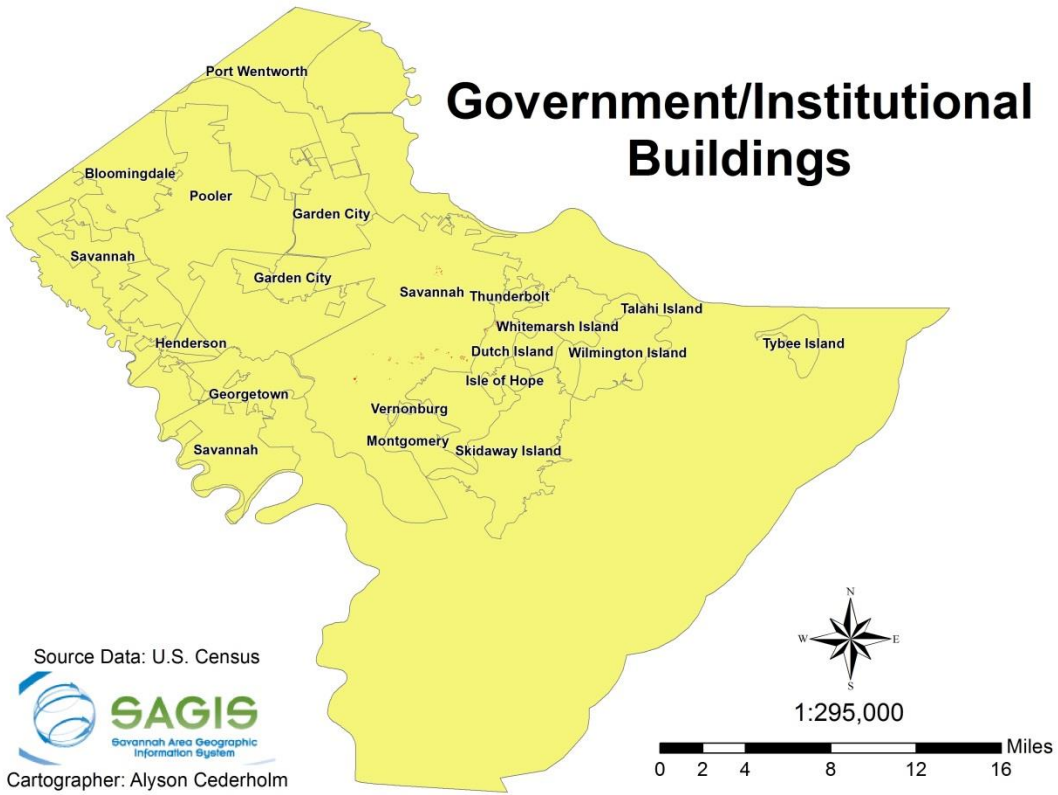 Government/Institutional
Buildings
Port Wentworth
Bloomingdale
Pooler
Garden City
Savannah
Garden City
Savannah
Thunderbolt
Talahi Island
Whitemarsh Island
Henderson
Dutch Island
Wilmington Island
Tybee Island
Isle of Hope
Georgetown
Vernonburg
Montgomery
Savannah
Skidaway Island
N
W
E
S
1:295,000
Miles
0 2 4 8 12 16
Source Data: U.S. Census
SAGIS
Savannah Area Geographic
Information System
Cartographer: Alyson Cederholm